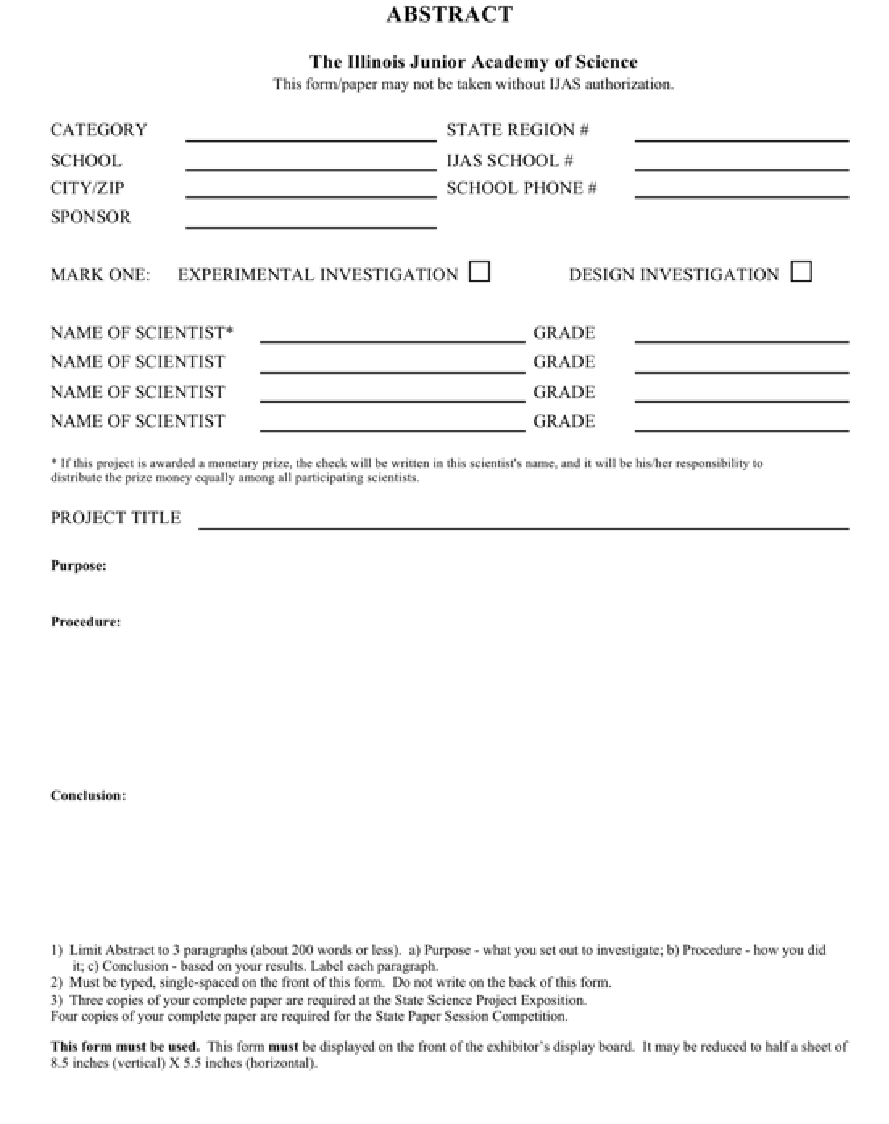 ABSTRACT
The Illinois Junior Academy of Science
This form/paper may not be taken without IJAS authorization.
CATEGORY STATE REGION #
SCHOOL IJAS SCHOOL #
CITY/ZIP SCHOOL PHONE #
SPONSOR
MARK ONE: EXPERIMENTAL INVESTIGATION DESIGN INVESTIGATION
NAME OF SCIENTIST* GRADE
NAME OF SCIENTIST GRADE
NAME OF SCIENTIST GRADE
NAME OF SCIENTIST GRADE
* If this project is awarded a monetary prize, the check will be written in this scientist's name, and it will be his/her responsibility to
distribute the prize money equally among all participating scientists.
PROJECT TITLE
Purpose:
Procedure:
Conclusion:
1) Limit Abstract to 3 paragraphs (about 200 words or less). a) Purpose - what you set out to investigate; b) Procedure - how you did
it; c) Conclusion - based on your results. Label each paragraph.
2) Must be typed, single-spaced on the front of this form. Do not write on the back of this form.
3) Three copies of your complete paper are required at the State Science Project Exposition.
Four copies of your complete paper are required for the State Paper Session Competition.
This form must be used. This form must be displayed on the front of the exhibitor's display board. It may be reduced to half a sheet of
8.5 inches (vertical) X 5.5 inches (horizontal).